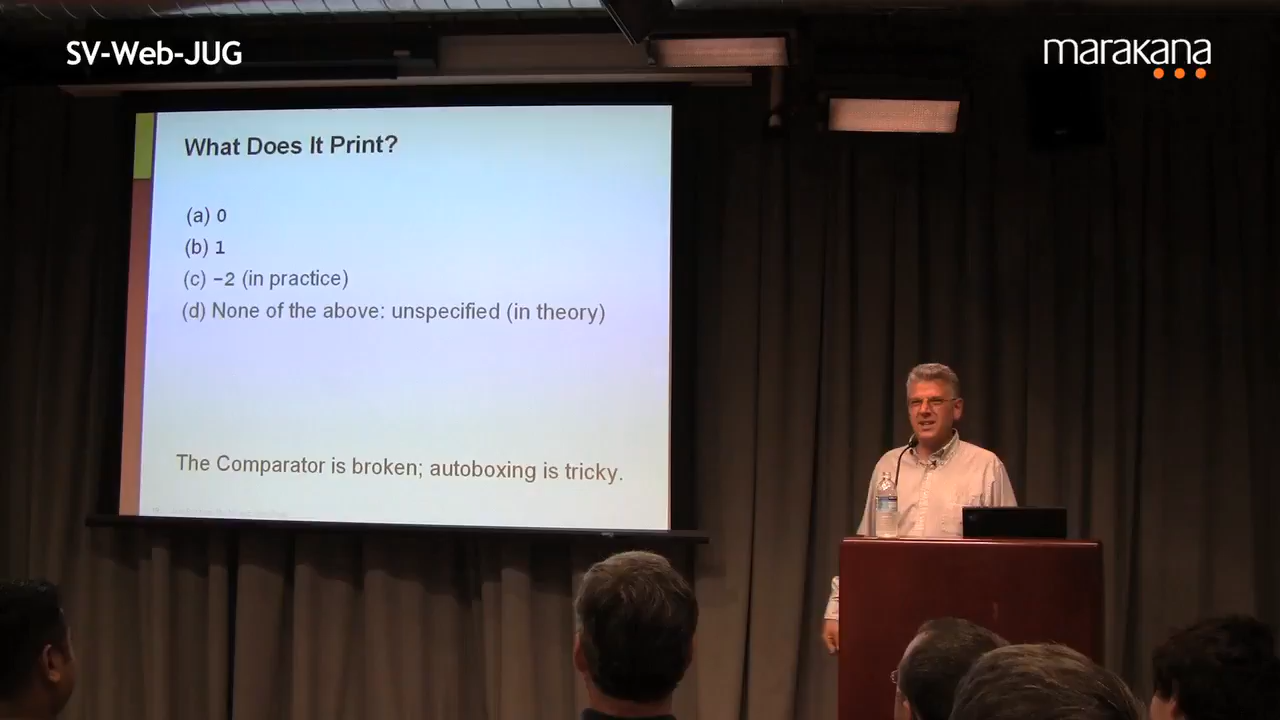 SV-Web-JUG
marakana
What Does It Print?
(a) 0
(b) 1
(c) -2 (in practice)
(d) None of the above: unspecified (in theory)
The Comparator is broken; autoboxing is tricky.